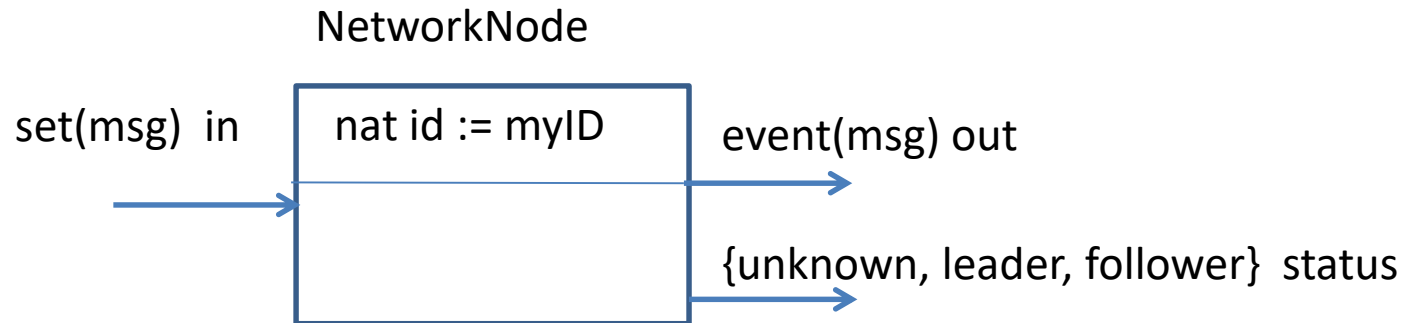 NetworkNode
set(msg) in
nat id := myID
event(msg) out
{unknown, leader, follower} status